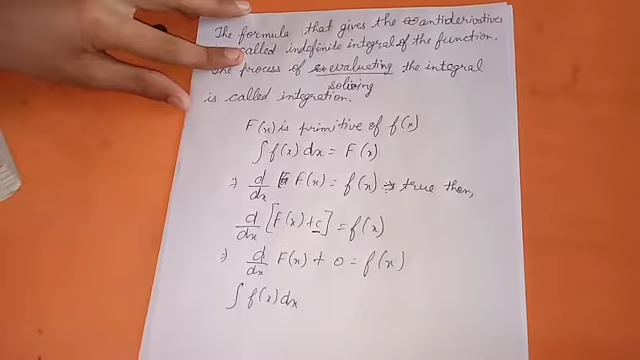 The formula that gives the antiderivatives
is called indefinite integral of the function.
The process of evaluating the integral
solving
is called integration.
F(x) is primitive of f(x)
∫f(x)dx = F(x)
⇒ d/dx F(x) = f(x) → true then,
d/dx [F(x)+c] = f(x)
⇒ d/dx F(x) + 0 = f(x)
∫f(x)dx